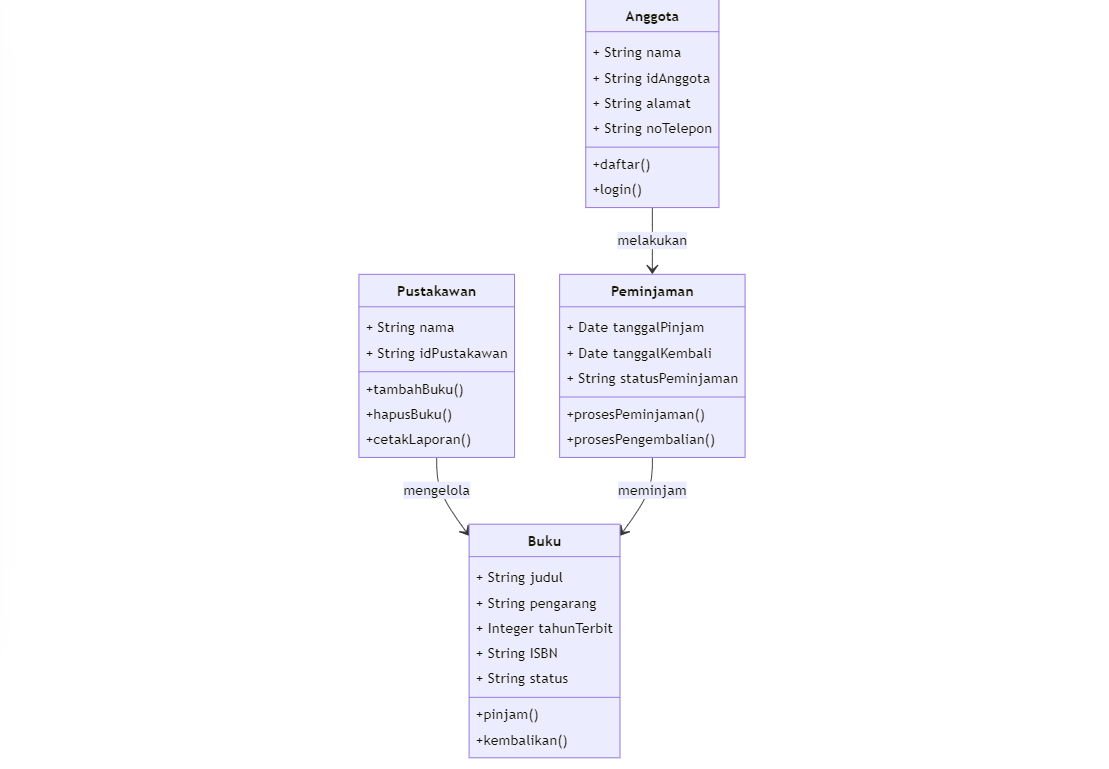 Anggota
+ String nama
+ String idAnggota
+ String alamat
+ String noTelepon
+daftar()
+login()
melakukan
Pustakawan
+ String nama
+ String idPustakawan
+tambahBuku()
+hapusBuku()
+cetakLaporan()
Peminjaman
+ Date tanggalPinjam
+ Date tanggalKembali
+ String statusPeminjaman
+prosesPeminjaman()
+prosesPengembalian()
mengelola
meminjam
Buku
+ String judul
+ String pengarang
+ Integer tahunTerbit
+ String ISBN
+ String status
+pinjam()
+kembalikan()